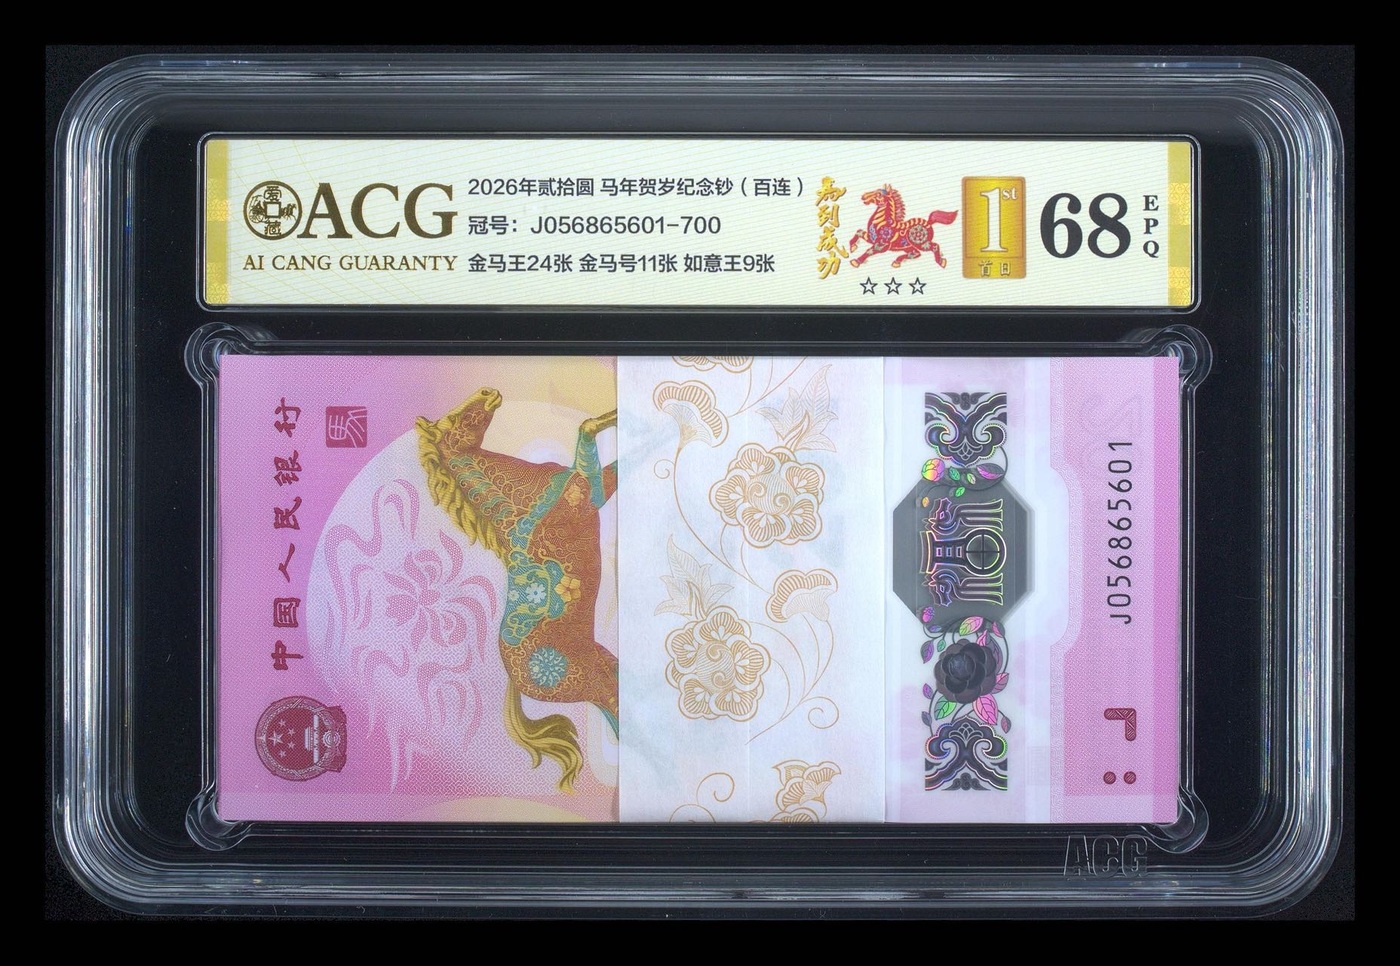 爱藏
ACG
AI CANG GUARANTY
2026年贰拾圆 马年贺岁纪念钞（百连）
冠号：J056865601-700
金马王24张 金马号11张 如意王9张
马到成功
☆☆☆
1st
首日
68
EPQ
中国人民银行
J056865601
ACG